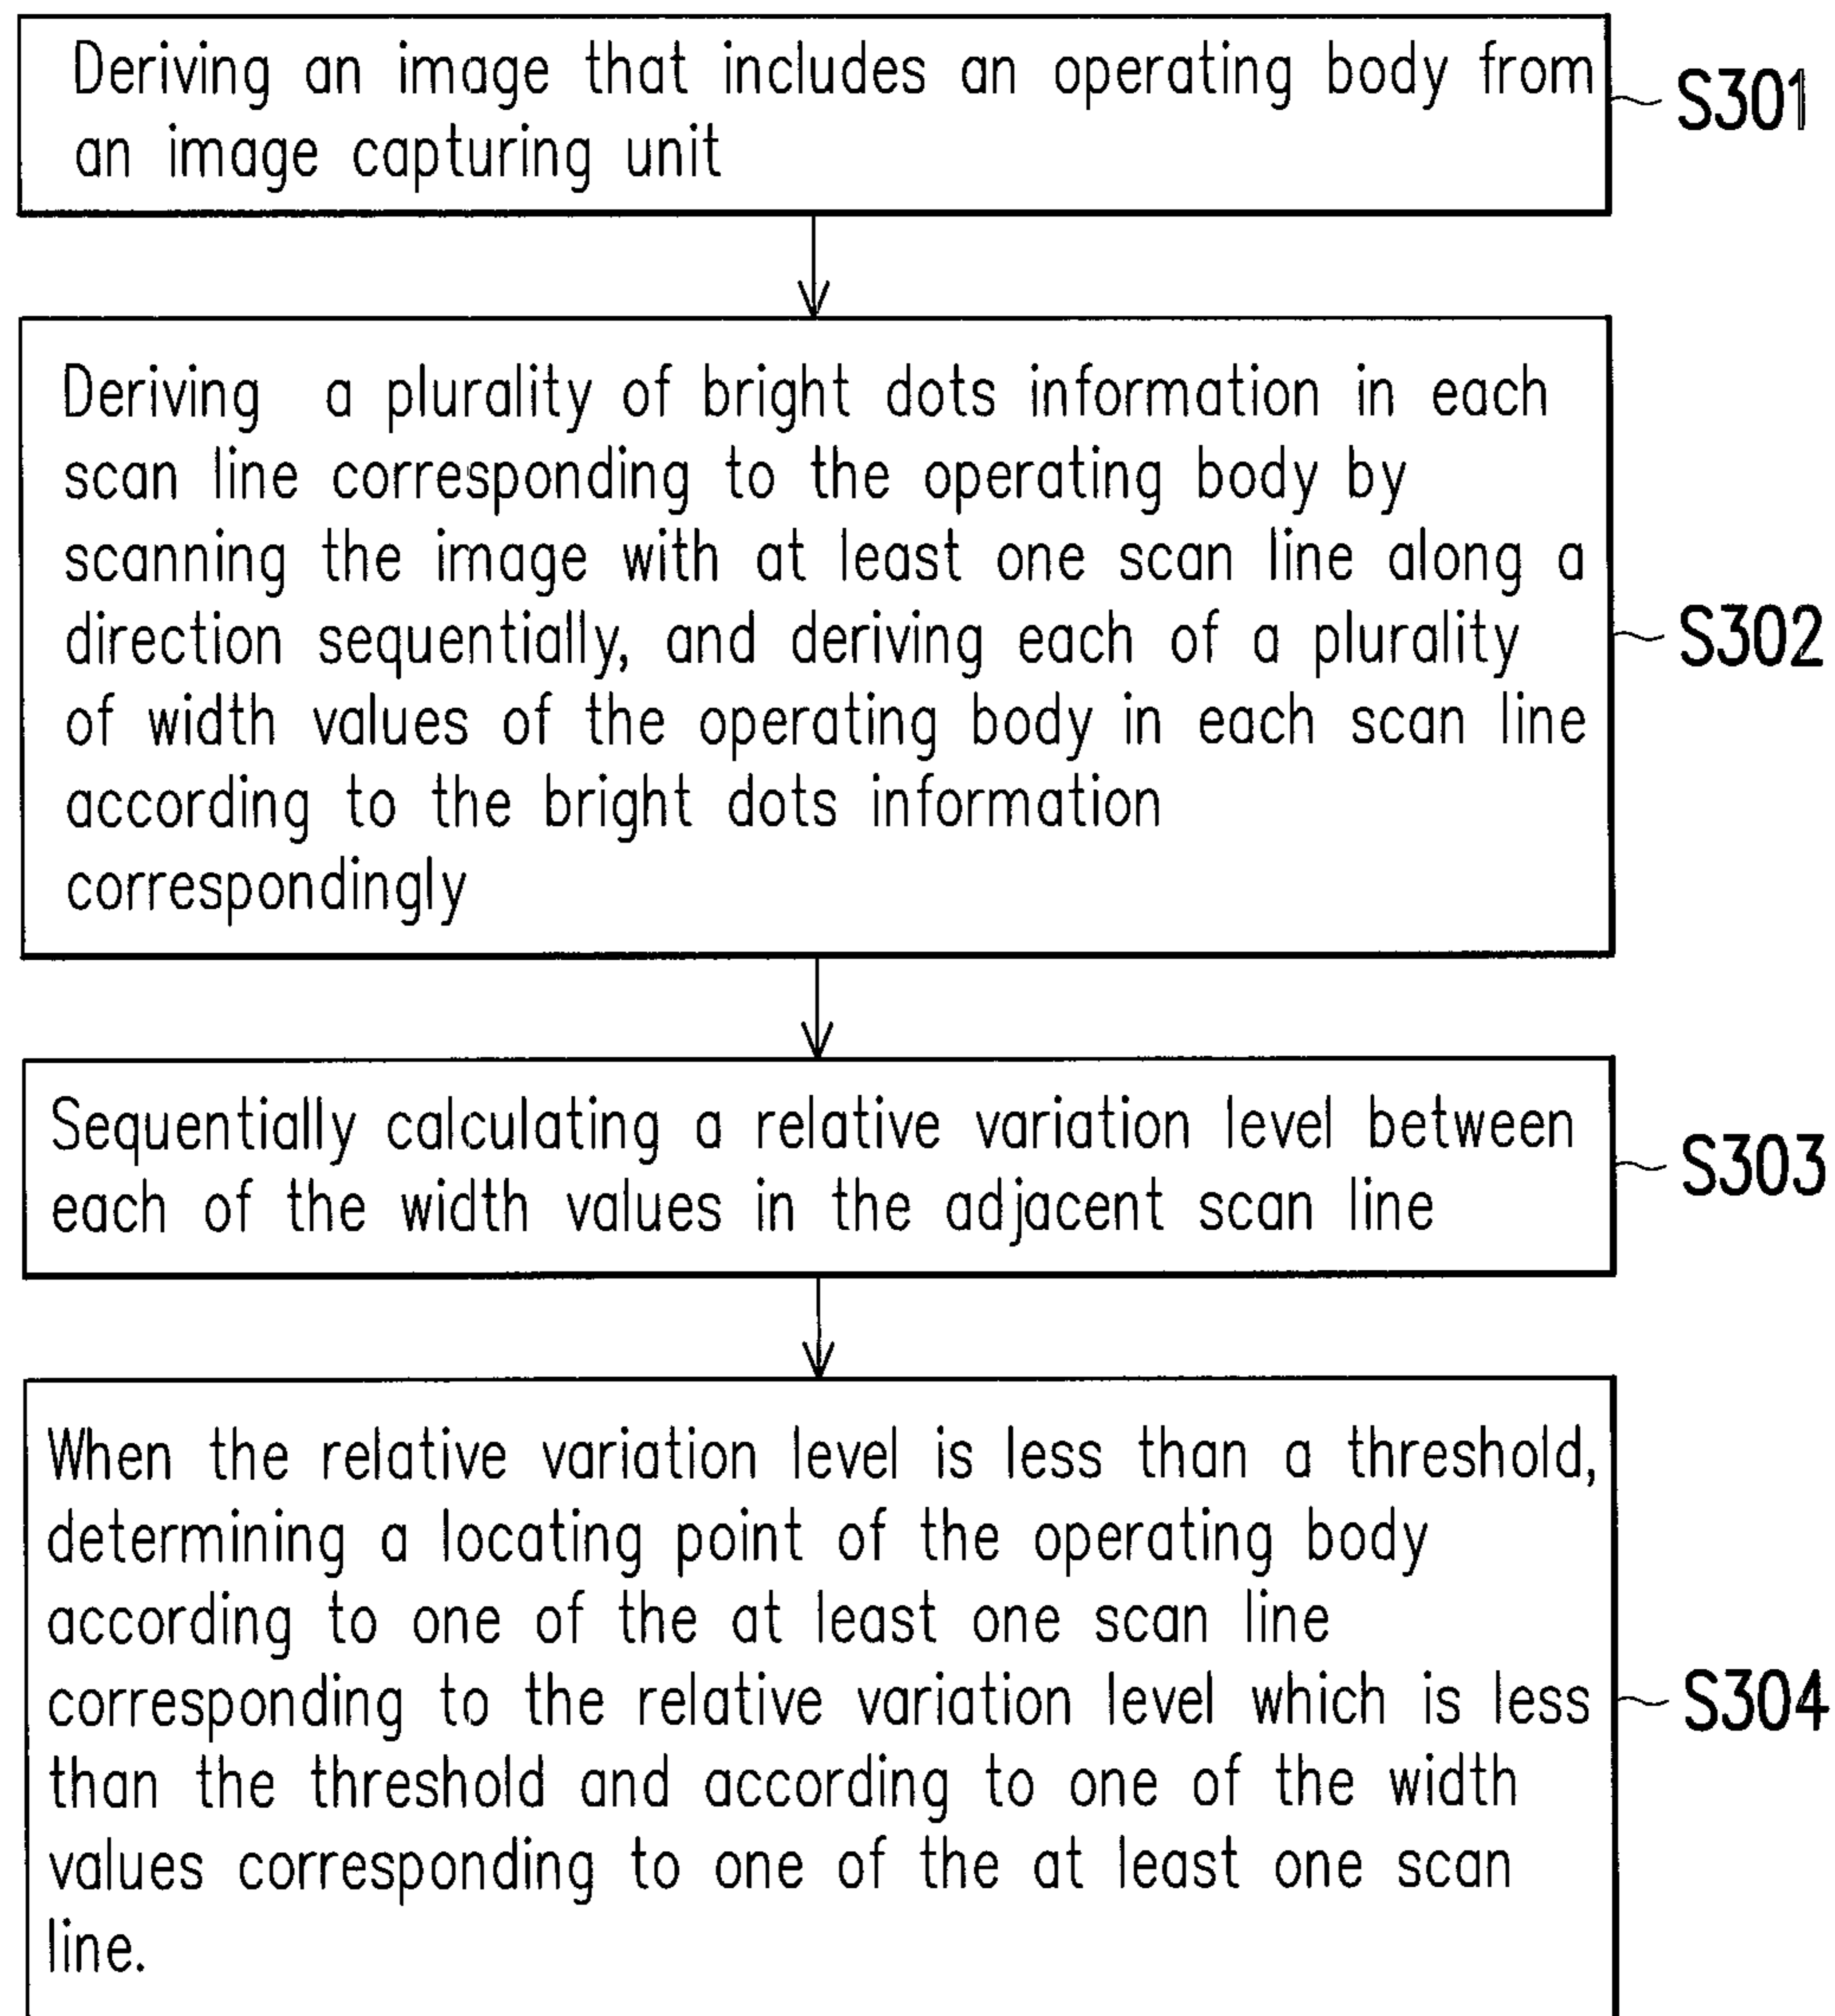 Deriving an image that includes an operating body from
an image capturing unit
S301
Deriving a plurality of bright dots information in each
scan line corresponding to the operating body by
scanning the image with at least one scan line along a
direction sequentially, and deriving each of a plurality
of width values of the operating body in each scan line
according to the bright dots information
correspondingly
S302
Sequentially calculating a relative variation level between
each of the width values in the adjacent scan line
S303
When the relative variation level is less than a threshold,
determining a locating point of the operating body
according to one of the at least one scan line
corresponding to the relative variation level which is less
than the threshold and according to one of the width
values corresponding to one of the at least one scan
line.
S304